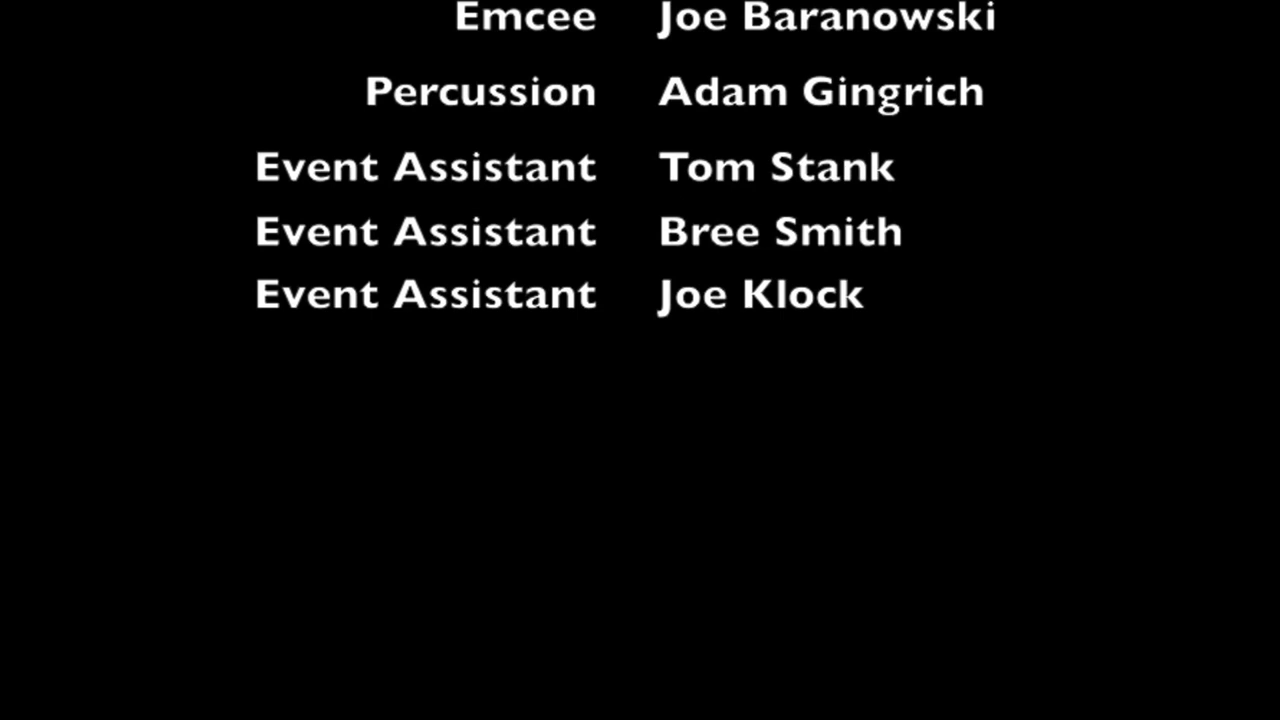 Emcee Joe Baranowski
Percussion Adam Gingrich
Event Assistant Tom Stank
Event Assistant Bree Smith
Event Assistant Joe Klock